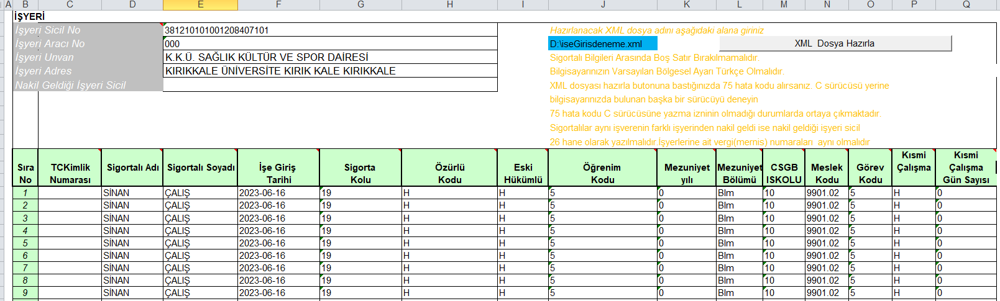 A B C D E F G H I J K L M N O P Q
İŞYERİ
İşyeri Sicil No 381210101001208407101 Hazırlanacak XML dosya adını aşağıdaki alana giriniz
İşyeri Aracı No 000 D:\iseGirisdeneme.xml XML Dosya Hazırla
İşyeri Unvan K.K.Ü. SAĞLIK KÜLTÜR VE SPOR DAİRESİ Sigortalı Bilgileri Arasında Boş Satır Bırakılmamalıdır.
İşyeri Adres KIRIKKALE ÜNİVERSİTE KIRIK KALE KIRIKKALE Bilgisayarınızın Varsayılan Bölgesel Ayarı Türkçe Olmalıdır.
Nakil Geldiği İşyeri Sicil XML dosyası hazırla butonuna bastığınızda 75 hata kodu alırsanız. C sürücüsü yerine
bilgisayarınızda bulunan başka bir sürücüyü deneyin
75 hata kodu C sürücüsüne yazma izninin olmadığı durumlarda ortaya çıkmaktadır.
Sigortalılar aynı işverenin farklı işyerinden nakil geldi ise nakil geldiği işyeri sicil
26 hane olarak yazılmalıdır.İşyerlerine ait vergi(mernis) numaraları aynı olmalıdır
Sıra No TCKimlik Numarası Sigortalı Adı Sigortalı Soyadı İşe Giriş Tarihi Sigorta Kolu Özürlü Kodu Eski Hükümlü Öğrenim Kodu Mezuniyet yılı Mezuniyet Bölümü CSGB ISKOLU Meslek Kodu Görev Kodu Kısmi Çalışma Kısmi Çalışma Gün Sayısı
1 SİNAN ÇALIŞ 2023-06-16 19 H H 5 0 Blm 10 9901.02 5 H 0
2 SİNAN ÇALIŞ 2023-06-16 19 H H 5 0 Blm 10 9901.02 5 H 0
3 SİNAN ÇALIŞ 2023-06-16 19 H H 5 0 Blm 10 9901.02 5 H 0
4 SİNAN ÇALIŞ 2023-06-16 19 H H 5 0 Blm 10 9901.02 5 H 0
5 SİNAN ÇALIŞ 2023-06-16 19 H H 5 0 Blm 10 9901.02 5 H 0
6 SİNAN ÇALIŞ 2023-06-16 19 H H 5 0 Blm 10 9901.02 5 H 0
7 SİNAN ÇALIŞ 2023-06-16 19 H H 5 0 Blm 10 9901.02 5 H 0
8 SİNAN ÇALIŞ 2023-06-16 19 H H 5 0 Blm 10 9901.02 5 H 0
9 SİNAN ÇALIŞ 2023-06-16 19 H H 5 0 Blm 10 9901.02 5 H 0